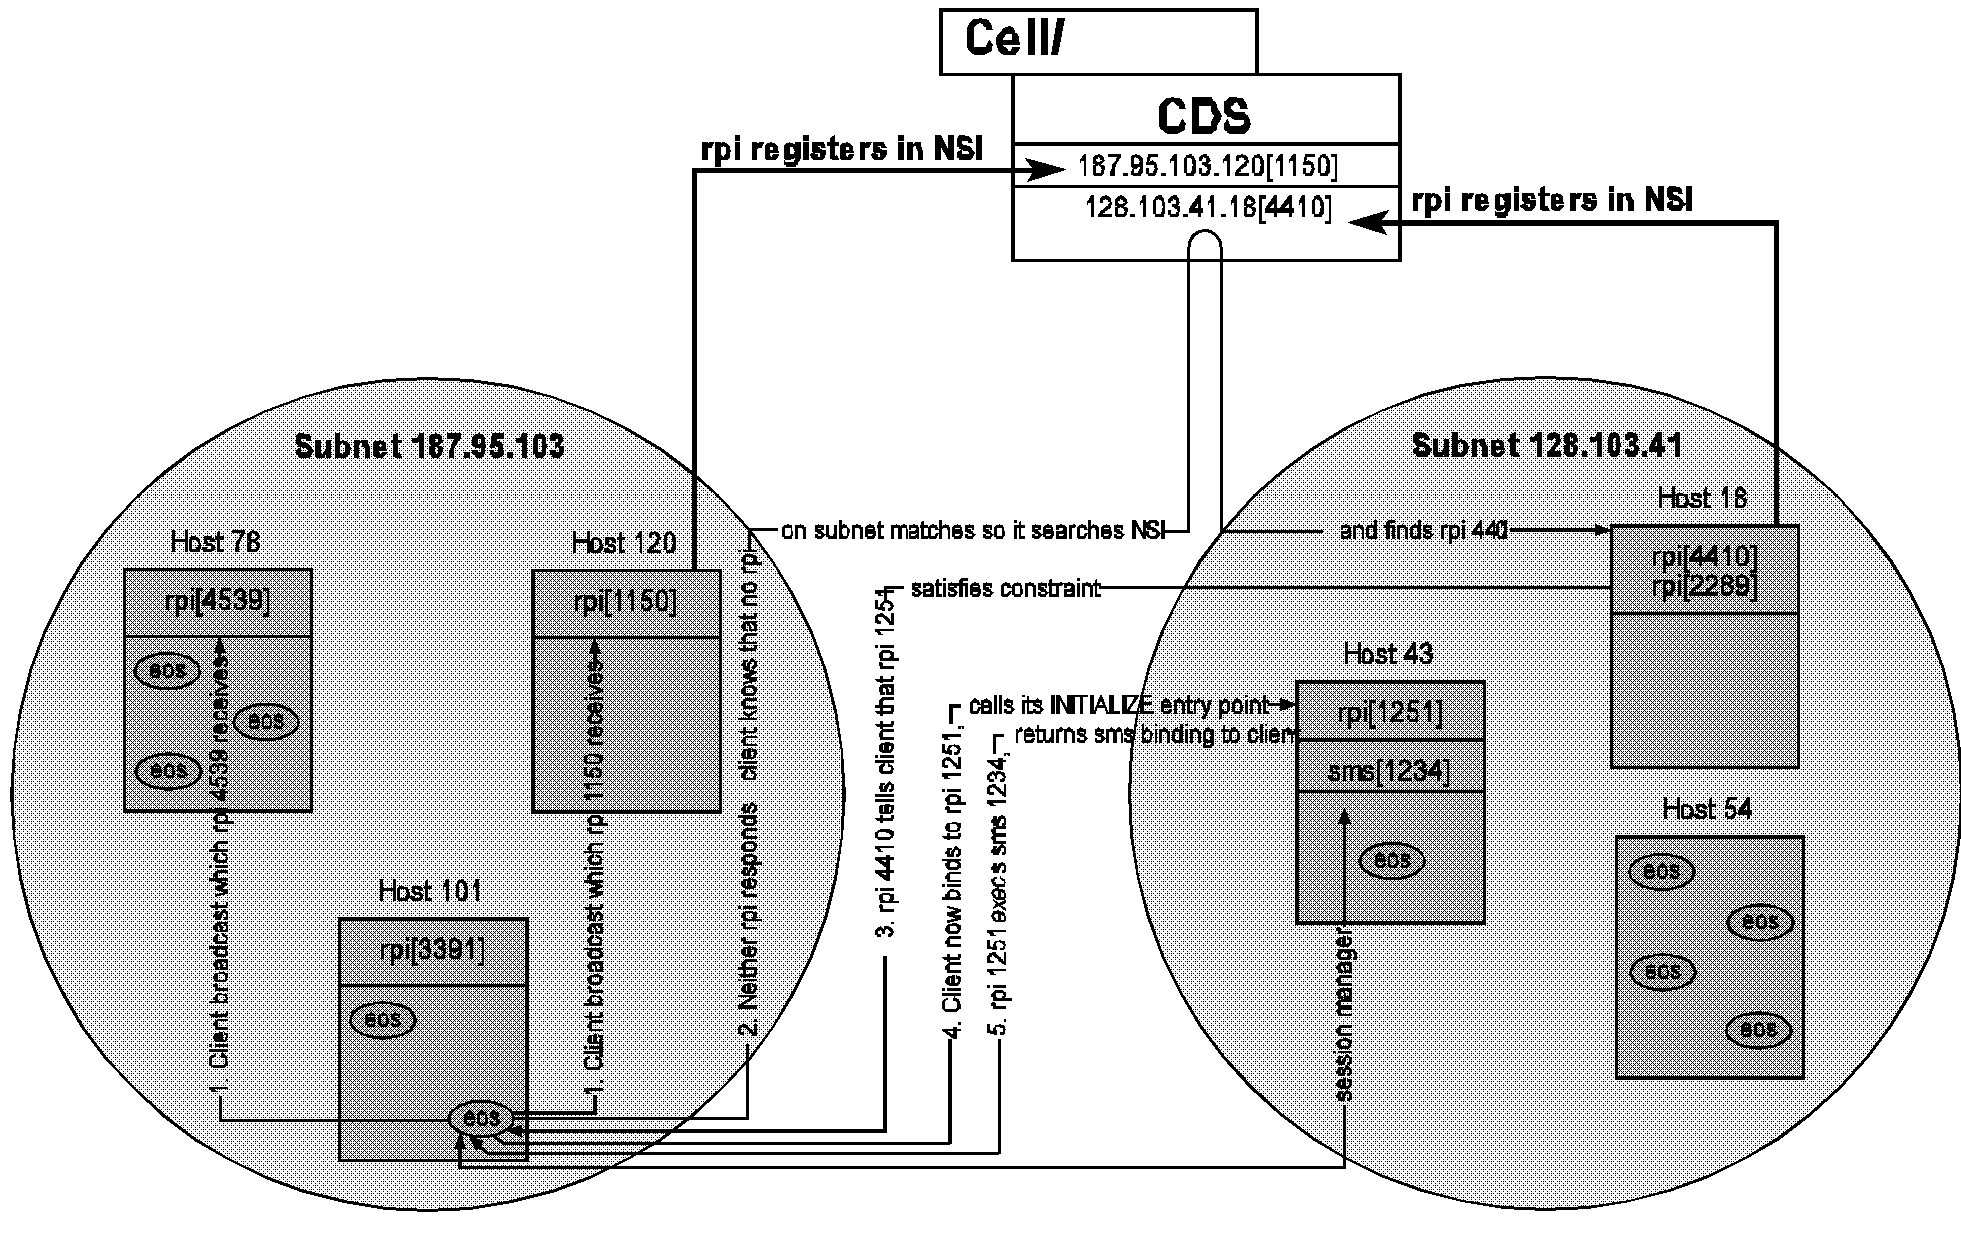 Cell/
CDS
rpi registers in NSI
187.95.103.120[1150]
128.103.41.18[4410]
rpi registers in NSI
Subnet 187.95.103
Subnet 128.103.41
Host 78
rpi[4539]
eos
eos
eos
Host 120
rpi[1150]
Host 101
rpi[3391]
eos
eos
1. Client broadcast which rpi 4539 receives
1. Client broadcast which rpi 1150 receives
2. Neither rpi responds client knows that no rpi
on subnet matches so it searches NSI
and finds rpi 440
3. rpi 4410 tells client that rpi 1251
satisfies constraint
4. Client now binds to rpi 1251,
calls its INITIALIZE entry point
5. rpi 1251 execs sms 1234,
returns sms binding to client
session manager
Host 18
rpi[4410]
rpi[2289]
Host 43
rpi[1251]
sms[1234]
eos
Host 54
eos
eos
eos
eos